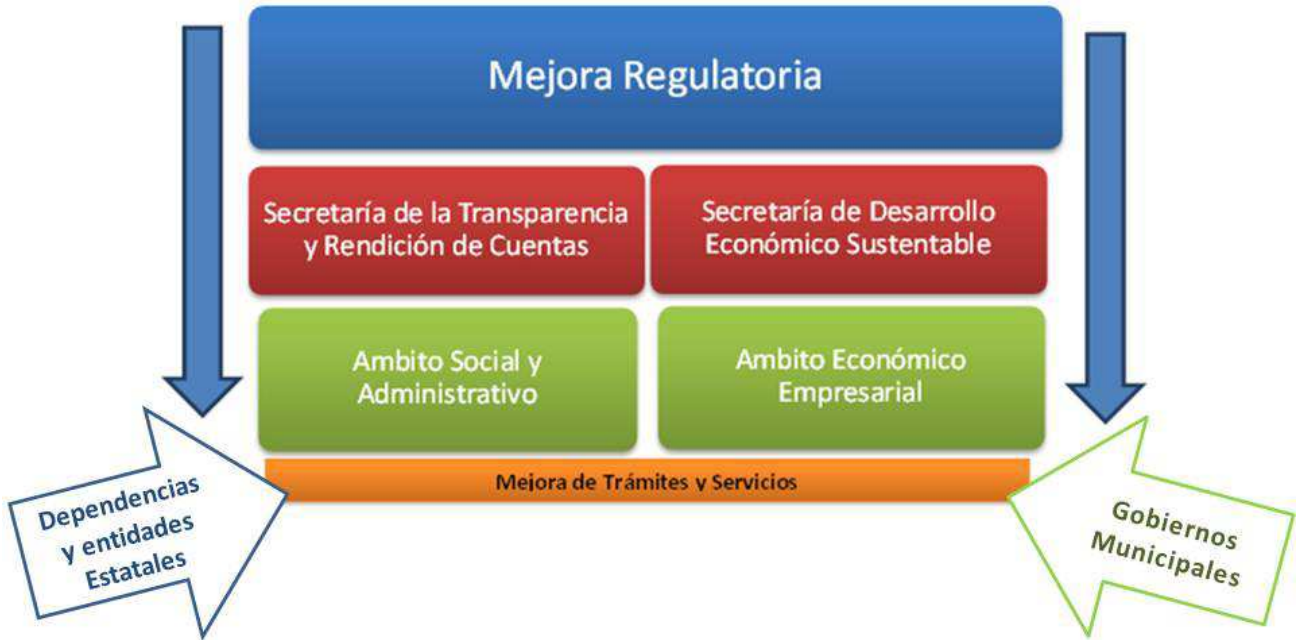 Mejora Regulatoria
Secretaría de la Transparencia
y Rendición de Cuentas
Secretaría de Desarrollo
Económico Sustentable
Ambito Social y
Administrativo
Ambito Económico
Empresarial
Mejora de Trámites y Servicios
Dependencias
y entidades
Estatales
Gobiernos
Municipales